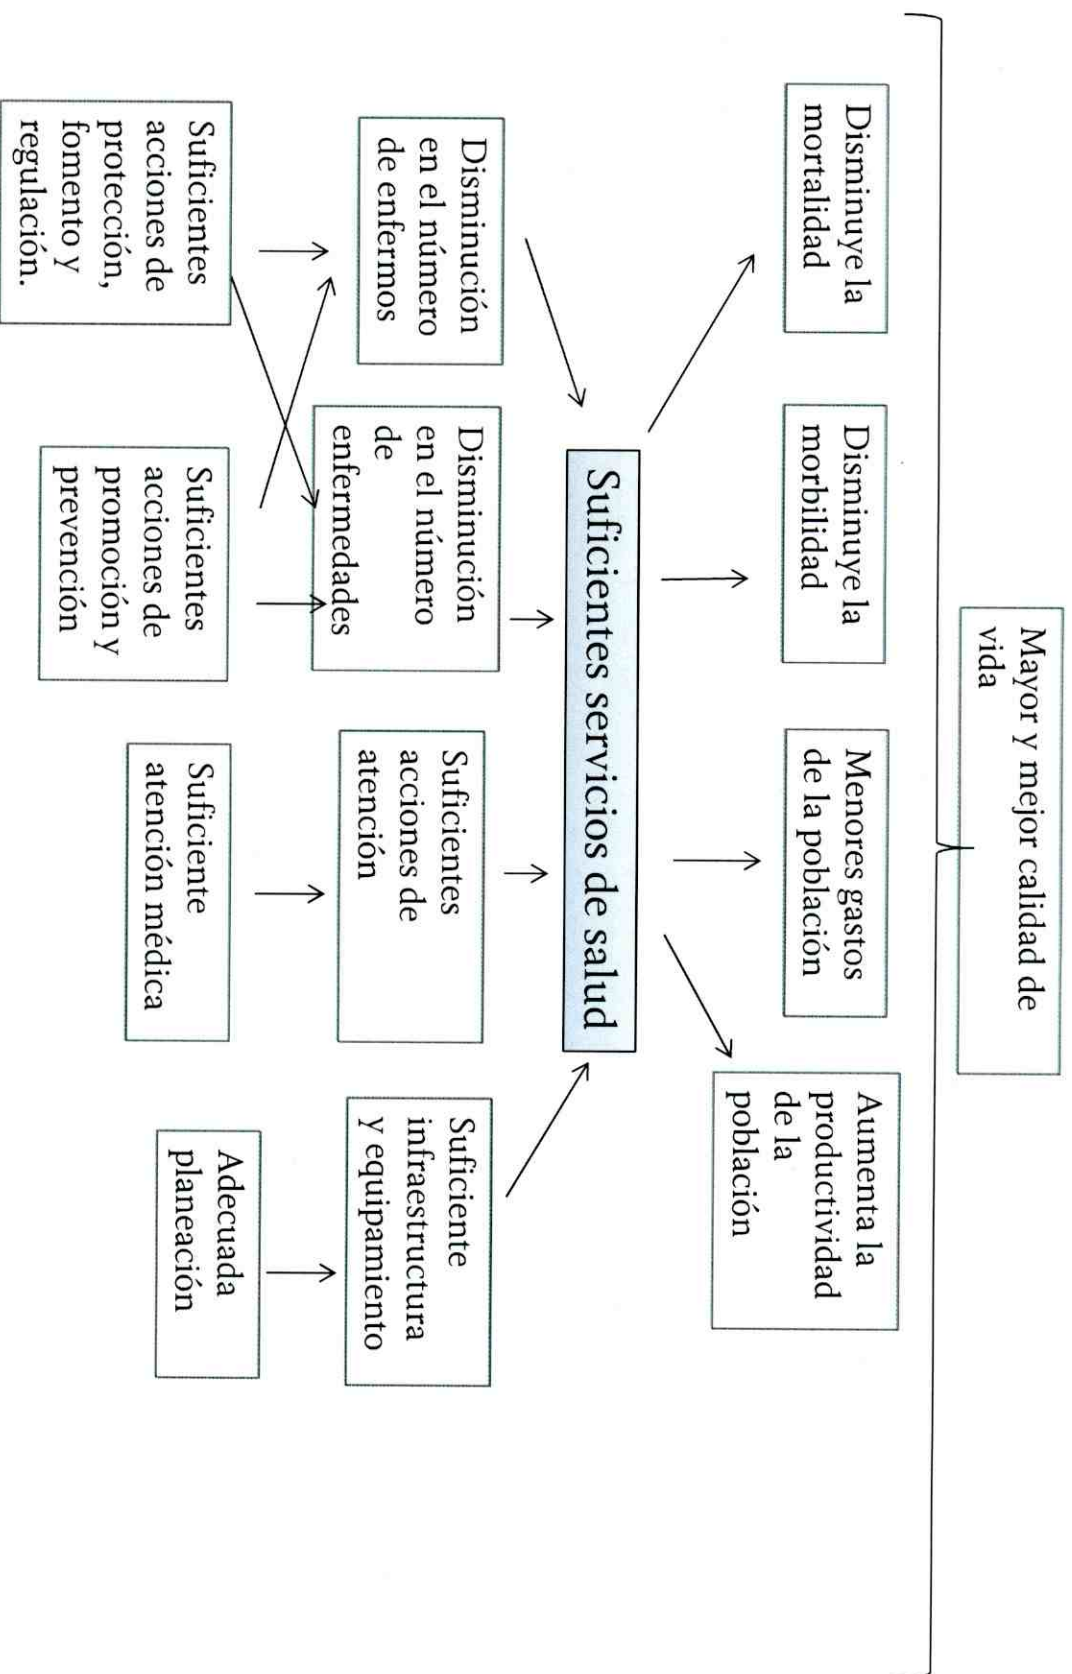 Mayor y mejor calidad de
vida
Disminuye la
mortalidad
Disminuye la
morbilidad
Menores gastos
de la población
Aumenta la
productividad
de la
población
Suficientes servicios de salud
Disminución
en el número
de enfermos
Disminución
en el número
de
enfermedades
Suficientes
acciones de
atención
Suficiente
infraestructura
y equipamiento
Suficientes
acciones de
protección,
fomento y
regulación.
Suficientes
acciones de
promoción y
prevención
Suficiente
atención médica
Adecuada
planeación